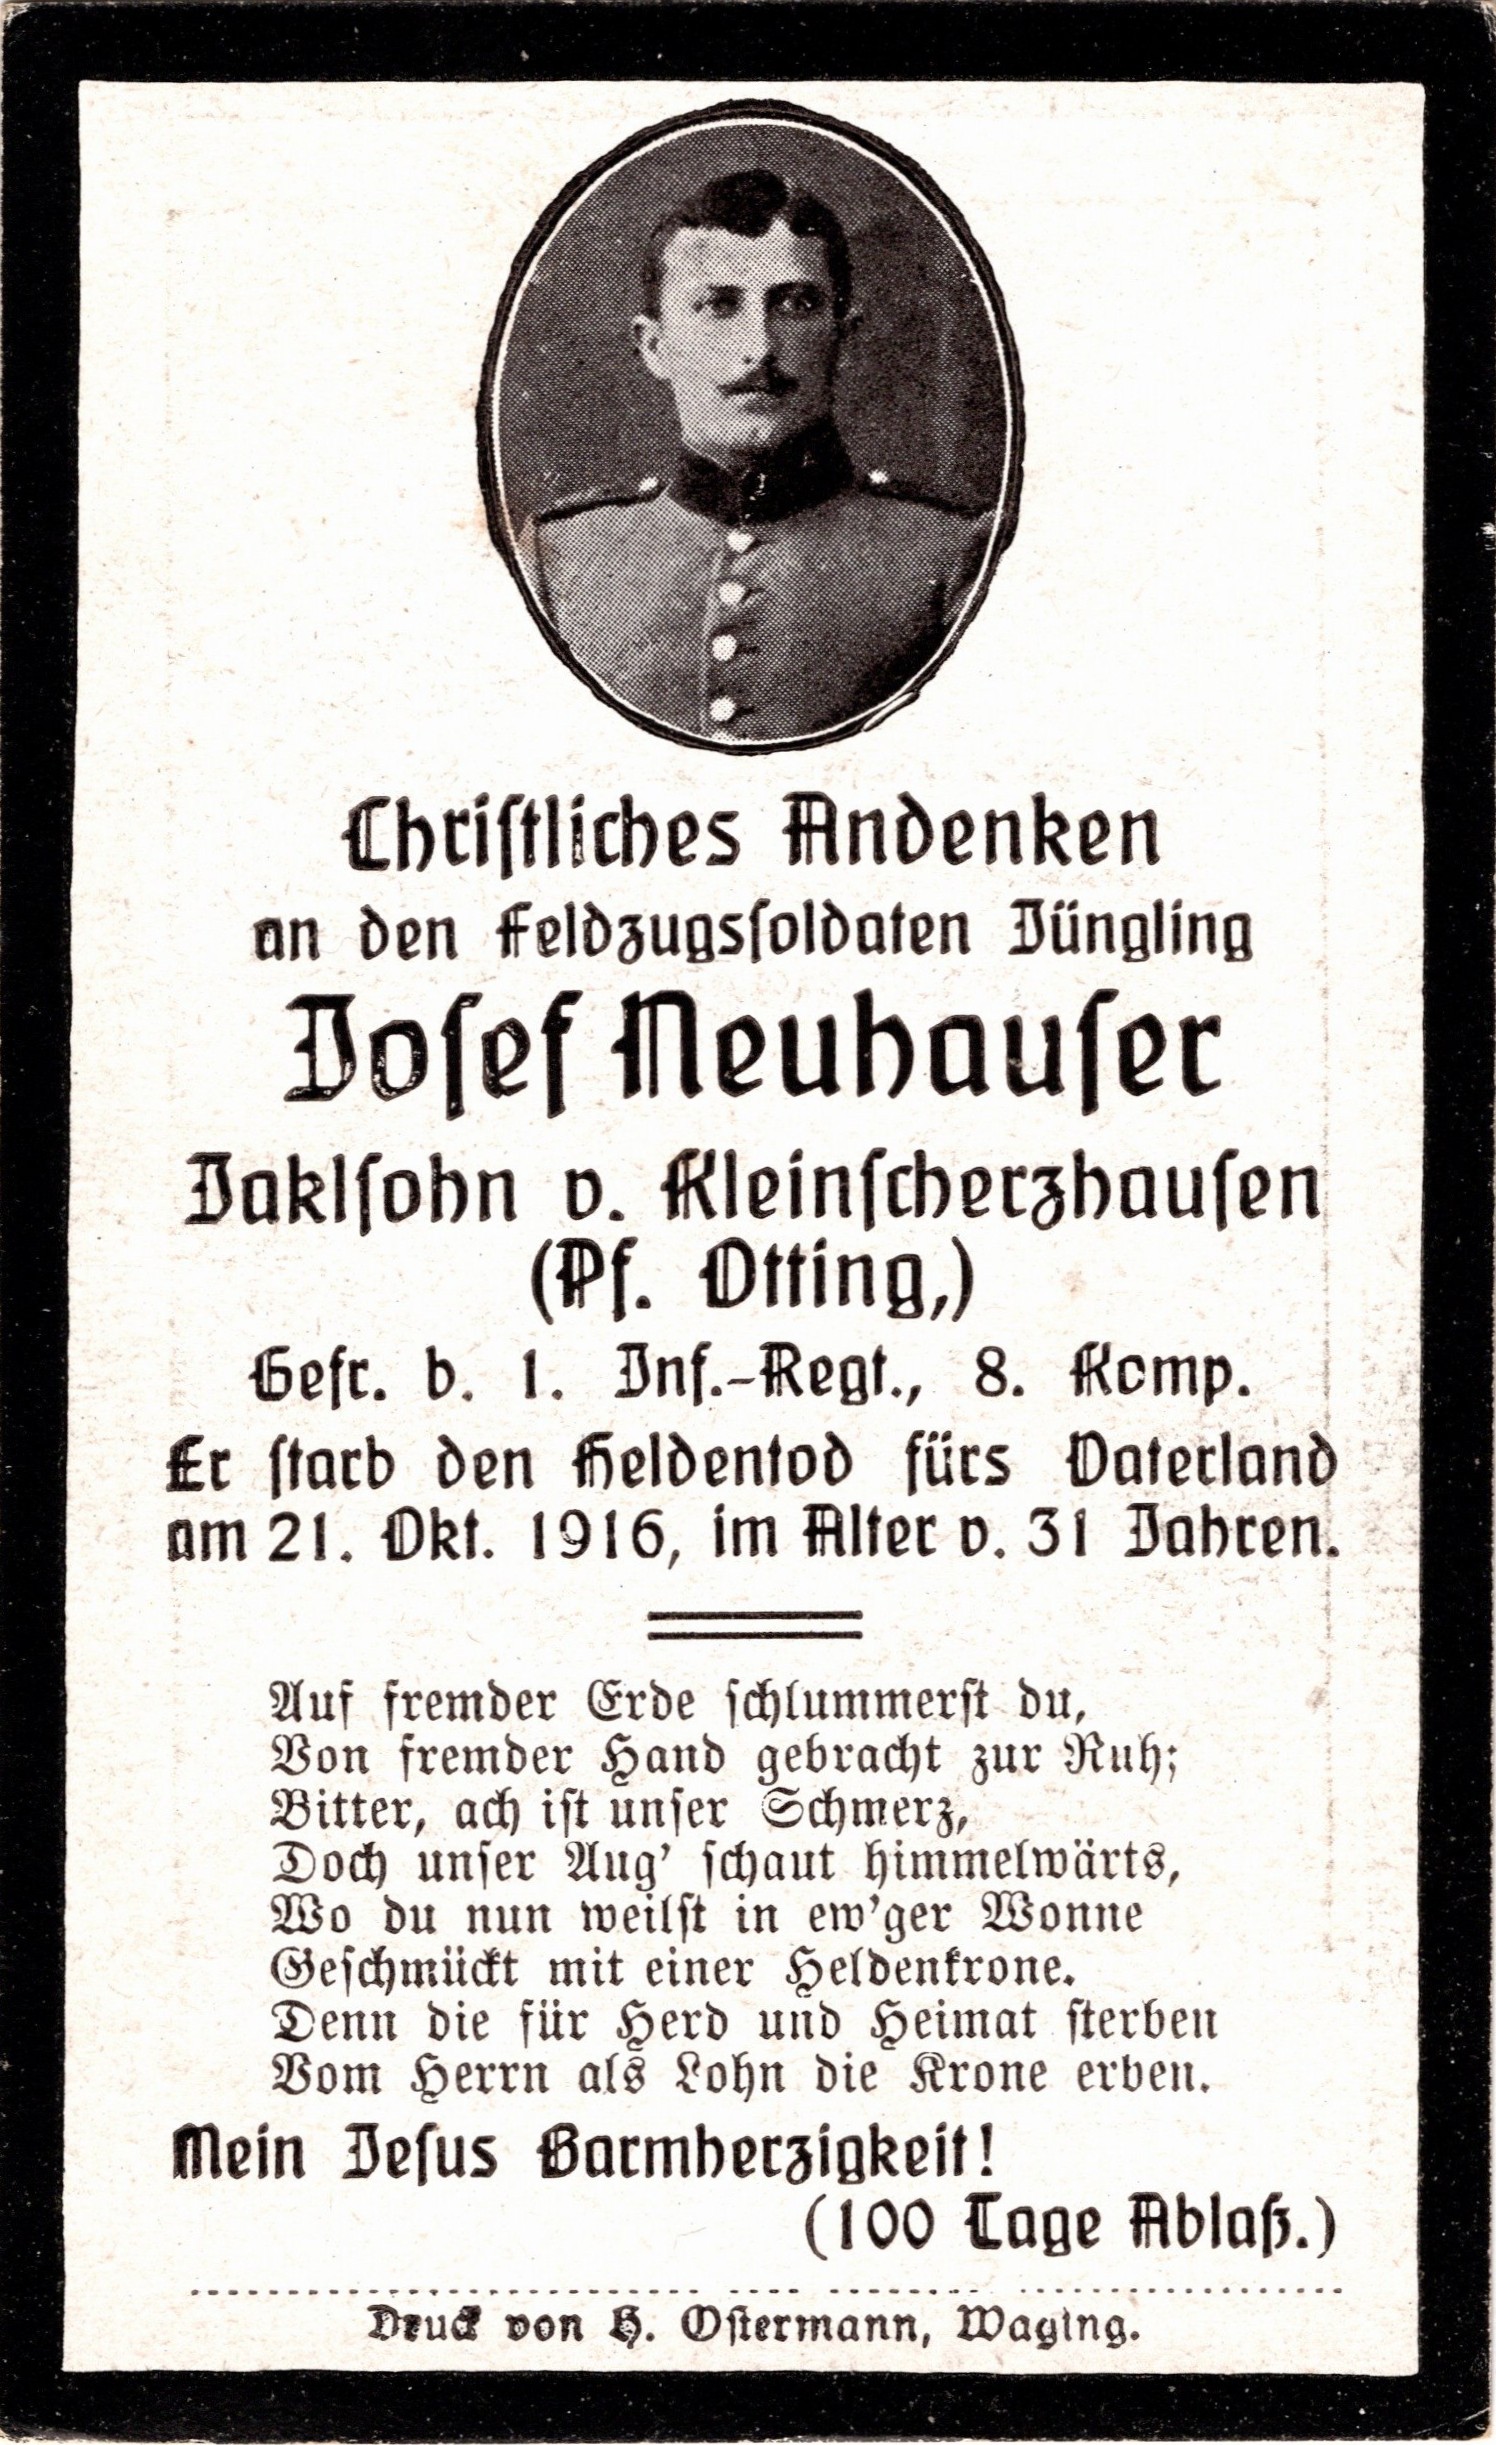 Christliches Andenken
an den Feldzugssoldaten Jüngling
Josef Neuhauser
Jaklsohn v. Kleinscherzhausen
(Pf. Otting,)
Gefr. b. 1. Inf.-Regt., 8. Komp.
Er starb den Heldentod fürs Vaterland
am 21. Okt. 1916, im Alter v. 31 Jahren.
Auf fremder Erde schlummerst du,
Von fremder Hand gebracht zur Ruh;
Bitter, ach ist unser Schmerz,
Doch unser Aug' schaut himmelwärts,
Wo du nun weilst in ew'ger Wonne
Geschmückt mit einer Heldenkrone.
Denn die für Herd und Heimat sterben
Vom Herrn als Lohn die Krone erben.
Mein Jesus Barmherzigkeit!
(100 Tage Ablaß.)
Druck von H. Ostermann, Waging.